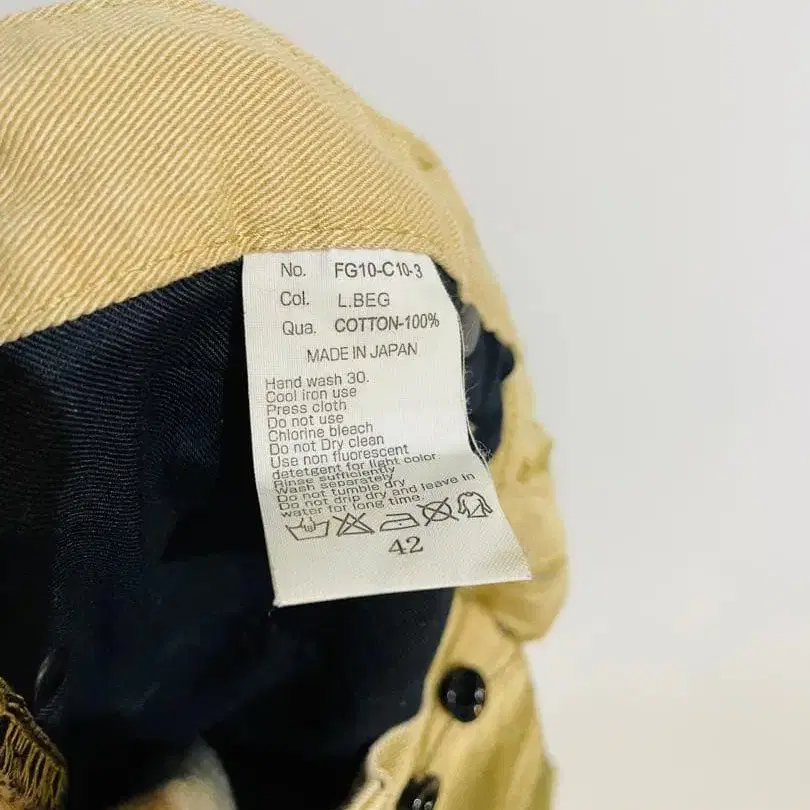 No. FG10-C10-3
Col. L.BEG
Qua. COTTON-100%
MADE IN JAPAN
Hand wash 30.
Cool iron use
Press cloth
Do not use
Chlorine bleach
Do not Dry clean
Use non fluorescent
detetgent for light color.
Rinse sufficiently
Wash separately
Do not tumble dry
Do not drip dry and leave in
water for long time.
42